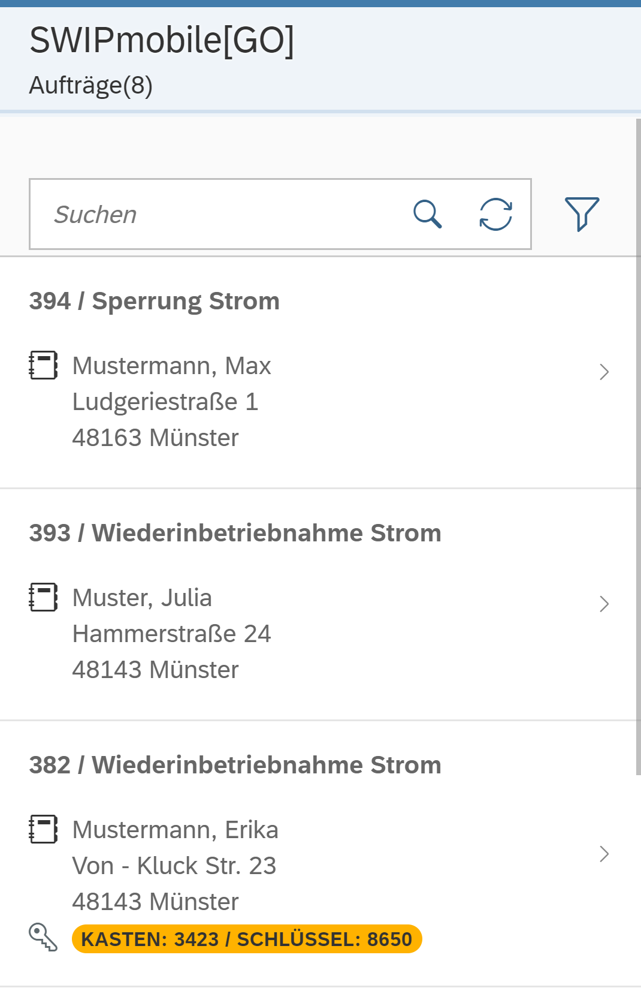 SWIPmobile[GO]
Aufträge(8)
Suchen
394 / Sperrung Strom
Mustermann, Max
Ludgeriestraße 1
48163 Münster
393 / Wiederinbetriebnahme Strom
Muster, Julia
Hammerstraße 24
48143 Münster
382 / Wiederinbetriebnahme Strom
Mustermann, Erika
Von - Kluck Str. 23
48143 Münster
KASTEN: 3423 / SCHLÜSSEL: 8650